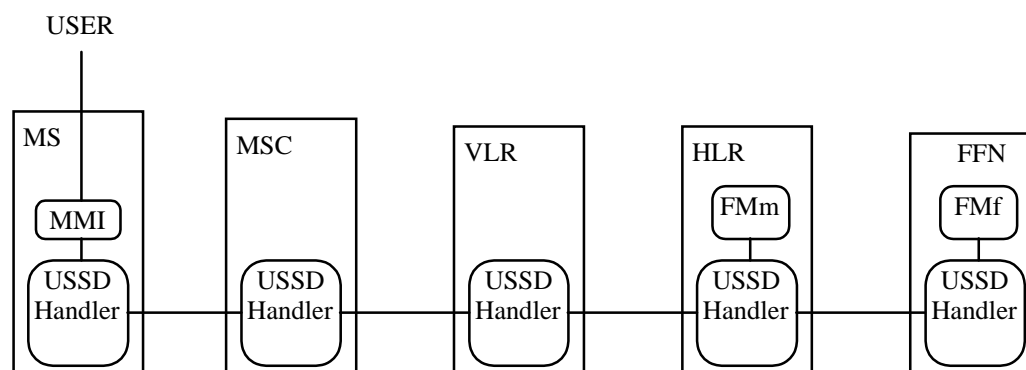 USER
MS
MSC
VLR
HLR
FFN
MMI
FMm
FMf
USSD
Handler
USSD
Handler
USSD
Handler
USSD
Handler
USSD
Handler